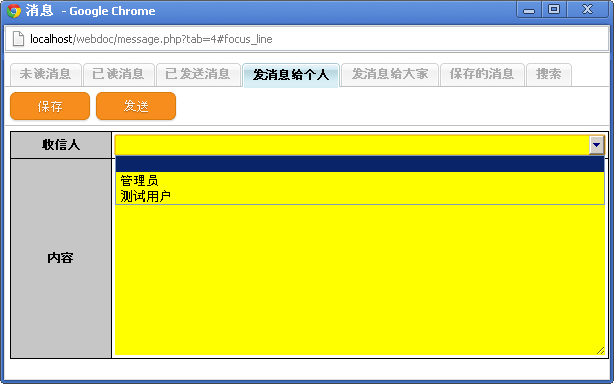 消息 - Google Chrome
localhost/webdoc/message.php?tab=4#focus_line
未读消息 已读消息 已发送消息 发消息给个人 发消息给大家 保存的消息 搜索
保存 发送
收信人
管理员
测试用户
内容